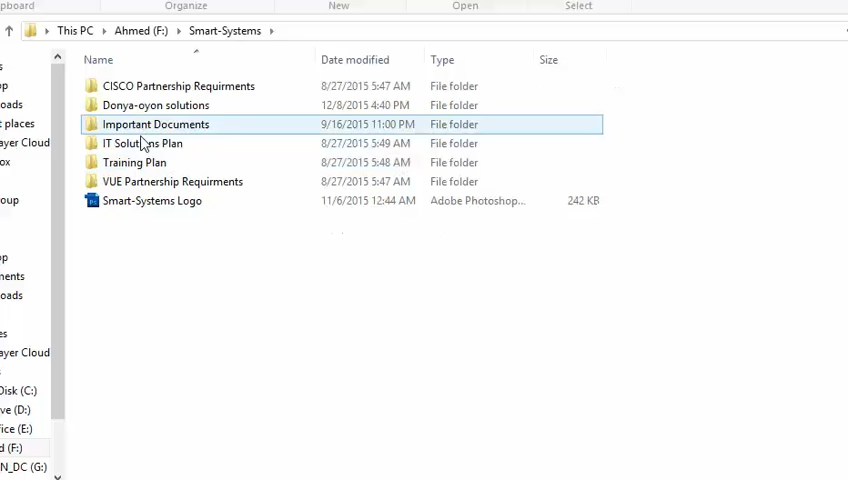 pboard Organize New Open Select
This PC Ahmed (F:) Smart-Systems
Name Date modified Type Size
CISCO Partnership Requirments 8/27/2015 5:47 AM File folder
Donya-oyon solutions 12/8/2015 4:40 PM File folder
Important Documents 9/16/2015 11:00 PM File folder
IT Solutions Plan 8/27/2015 5:49 AM File folder
Training Plan 8/27/2015 5:48 AM File folder
VUE Partnership Requirments 8/27/2015 5:47 AM File folder
Smart-Systems Logo 11/6/2015 12:44 AM Adobe Photoshop... 242 KB
s
op
oads
t places
ayer Cloud
ox
oup
op
ments
oads
es
ayer Cloud
Disk (C:)
ve (D:)
fice (E:)
d (F:)
N_DC (G:)